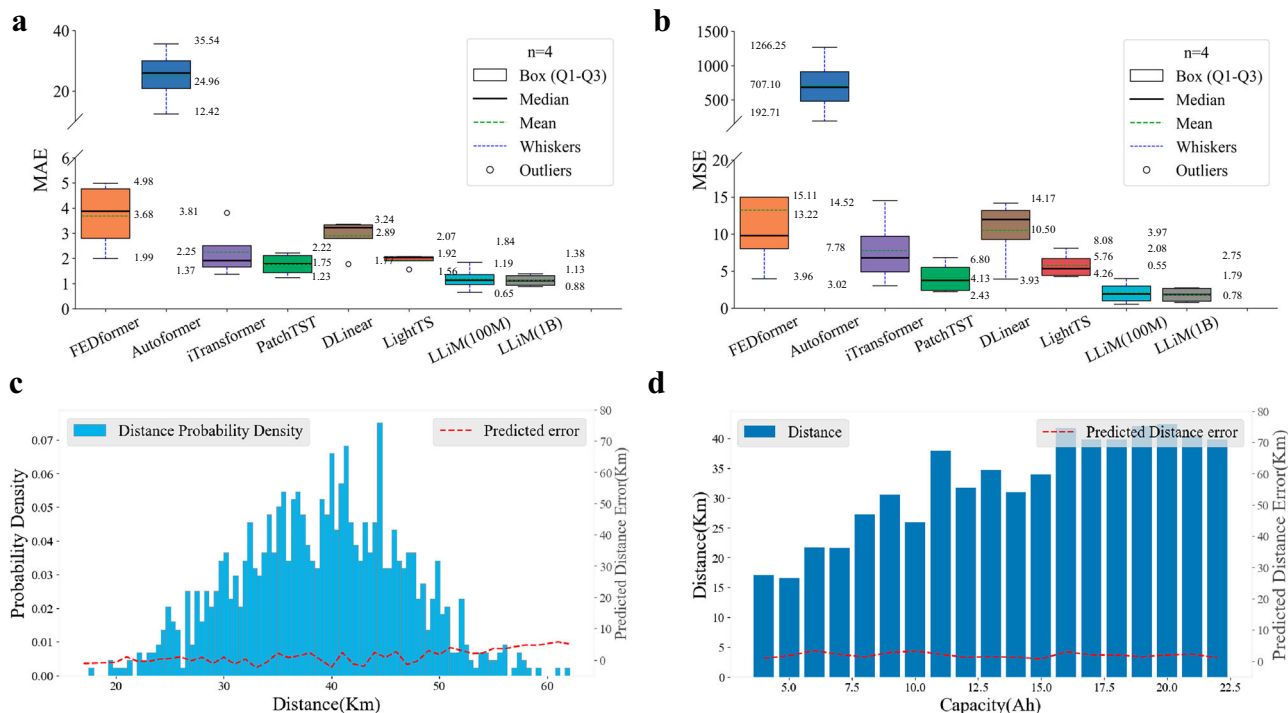 a
40
20
6
5
4
3
2
1
0
MAE
35.54
24.96
12.42
4.98
3.68
1.99
3.81
2.25
1.37
2.22
1.75
1.23
3.24
2.89
1.77
2.07
1.92
1.56
1.84
1.19
0.65
1.38
1.13
0.88
n=4
Box (Q1-Q3)
Median
Mean
Whiskers
Outliers
FEDformer
Autoformer
iTransformer
PatchTST
DLinear
LightTS
LLiM(100M)
LLiM(1B)
b
1500
1000
500
20
15
10
5
0
MSE
1266.25
707.10
192.71
15.11
13.22
3.96
14.52
7.78
3.02
6.80
4.13
2.43
14.17
10.50
3.93
8.08
5.76
4.26
3.97
2.08
0.55
2.75
1.79
0.78
n=4
Box (Q1-Q3)
Median
Mean
Whiskers
Outliers
FEDformer
Autoformer
iTransformer
PatchTST
DLinear
LightTS
LLiM(100M)
LLiM(1B)
c
Distance Probability Density
Predicted error
0.07
0.06
0.05
0.04
0.03
0.02
0.01
0.00
Probability Density
80
70
60
50
40
30
20
10
0
Predicted Distance Error(Km)
20
30
40
50
60
Distance(Km)
d
Distance
Predicted Distance error
40
35
30
25
20
15
10
5
0
Distance(Km)
80
70
60
50
40
30
20
10
0
Predicted Distance Error(Km)
5.0
7.5
10.0
12.5
15.0
17.5
20.0
22.5
Capacity(Ah)